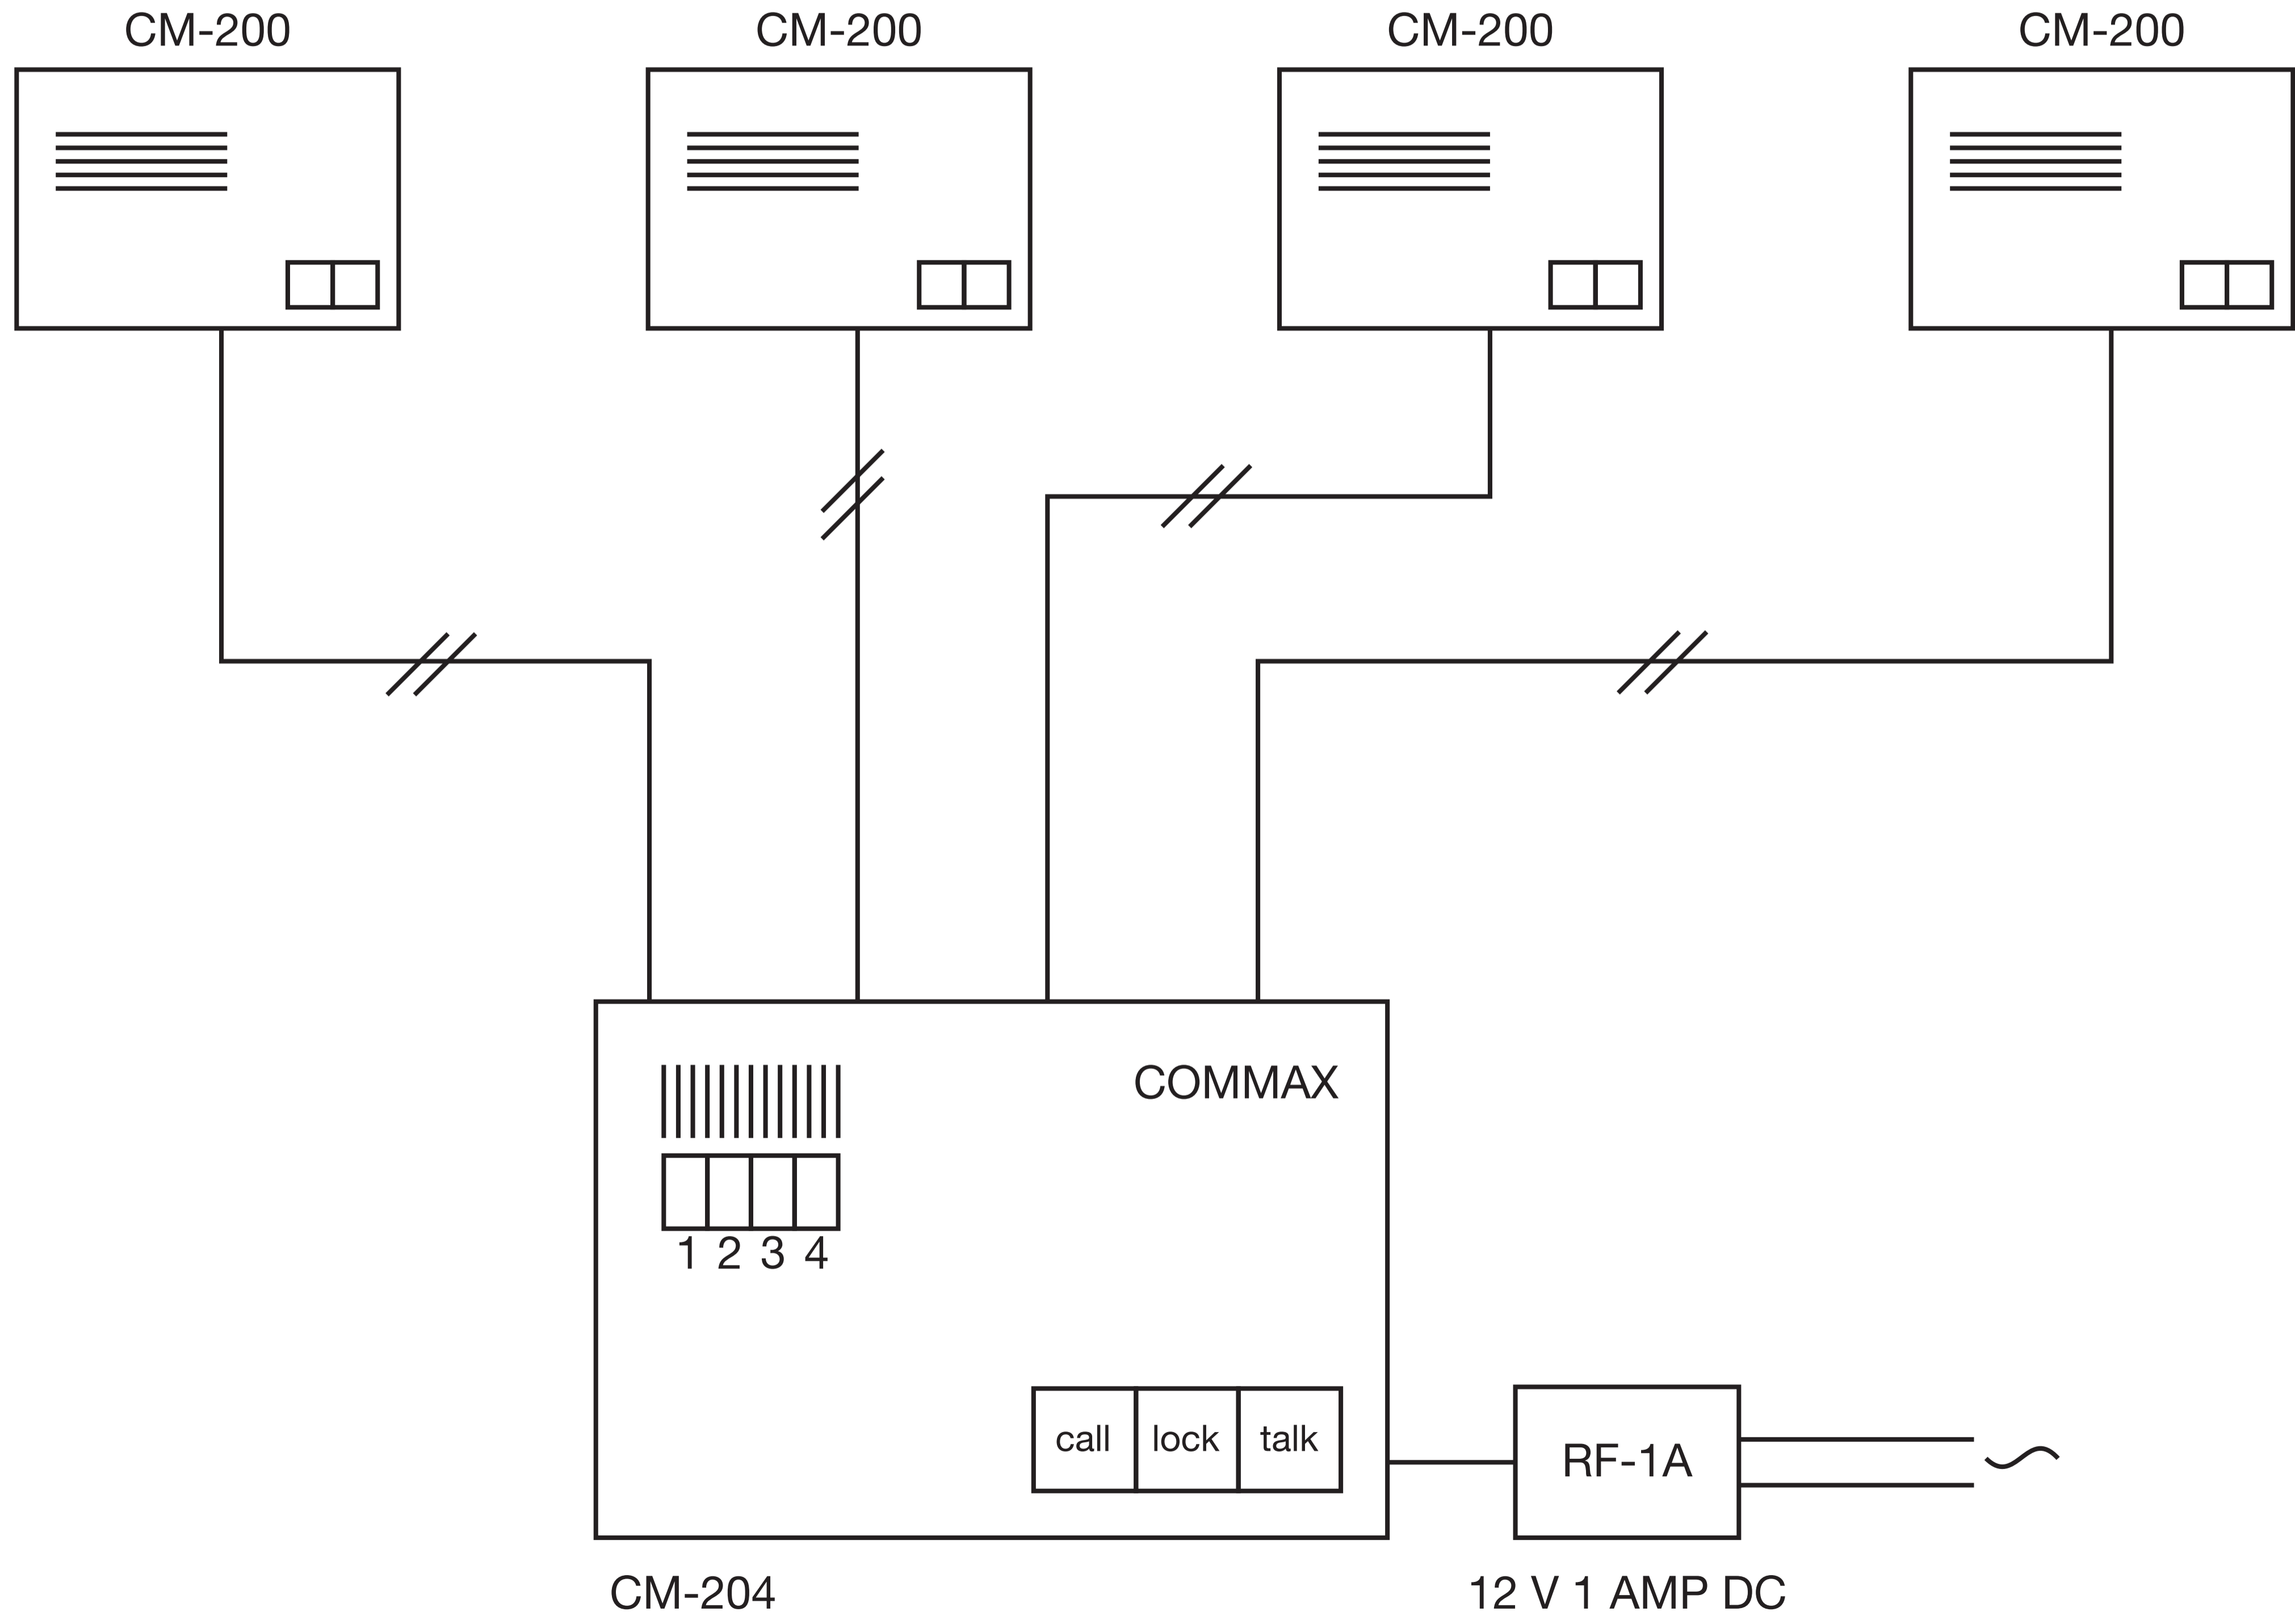 CM-200 CM-200 CM-200 CM-200
COMMAX
1 2 3 4
call lock talk
RF-1A
CM-204
12 V 1 AMP DC